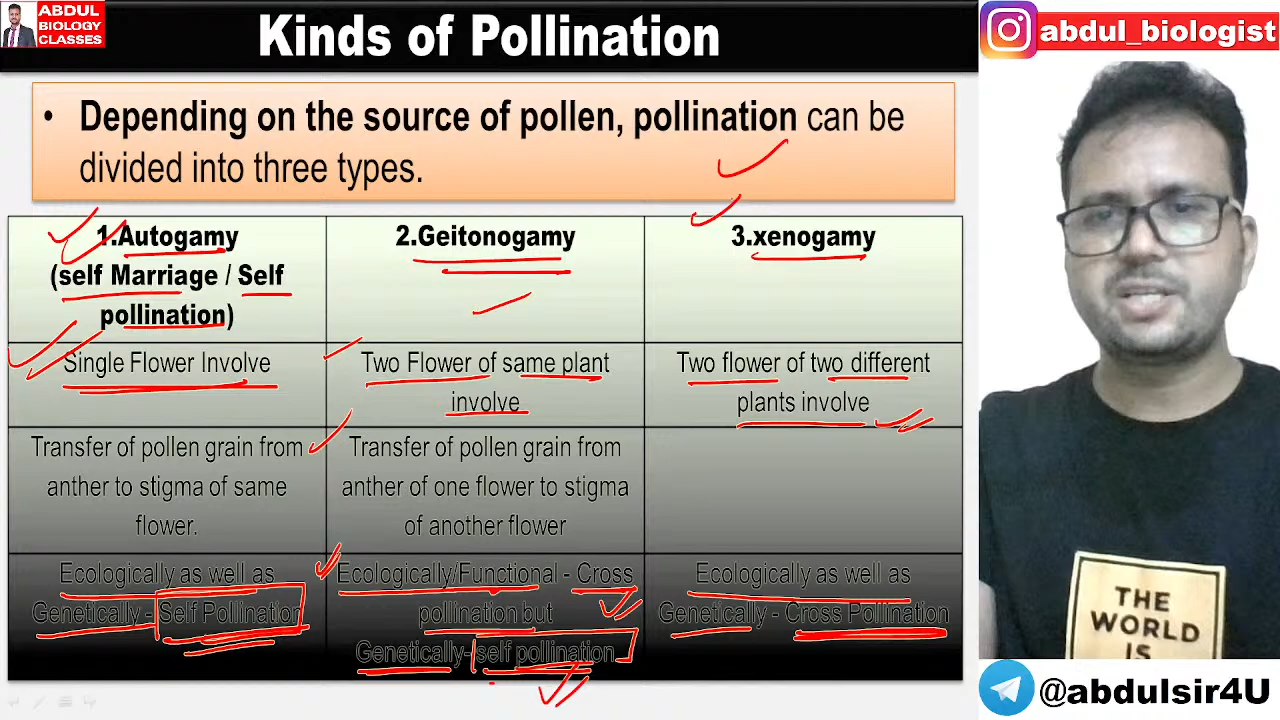 ABDUL
BIOLOGY
CLASSES
Kinds of Pollination
abdul_biologist
• Depending on the source of pollen, pollination can be
divided into three types.
1.Autogamy
(self Marriage / Self
pollination)
2.Geitonogamy
3.xenogamy
Single Flower Involve
Two Flower of same plant
involve
Two flower of two different
plants involve
Transfer of pollen grain from
anther to stigma of same
flower.
Transfer of pollen grain from
anther of one flower to stigma
of another flower
Ecologically as well as
Genetically - Self Pollination
Ecologically/Functional - Cross
pollination but
Genetically- self pollination
Ecologically as well as
Genetically - Cross Pollination
THE
WORLD
IS
@abdulsir4U